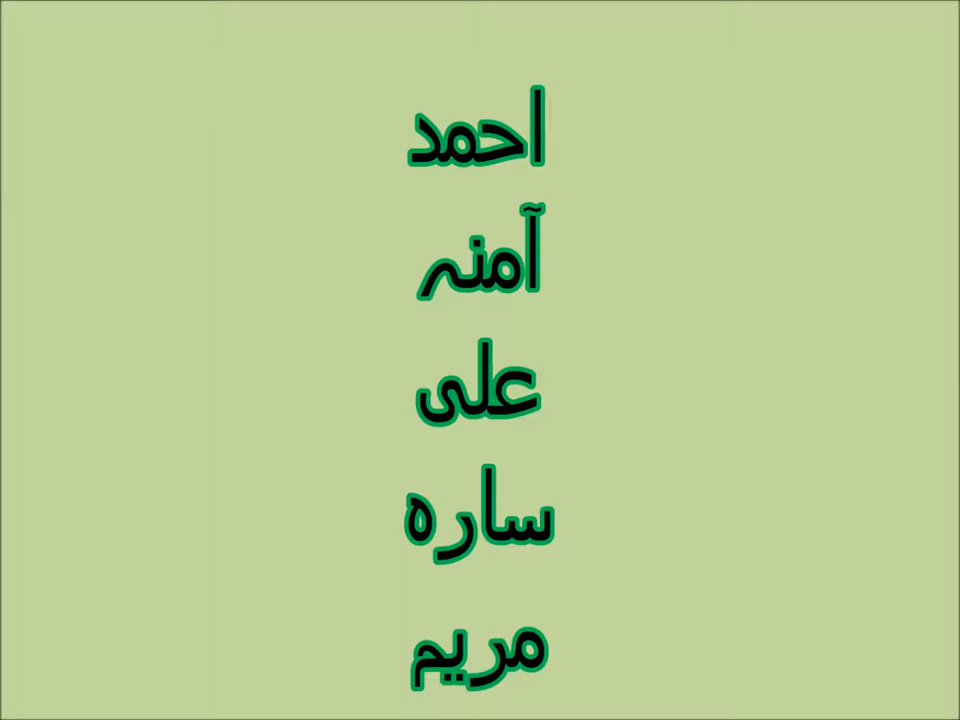 احمد
آمنہ
علی
سارہ
مریم